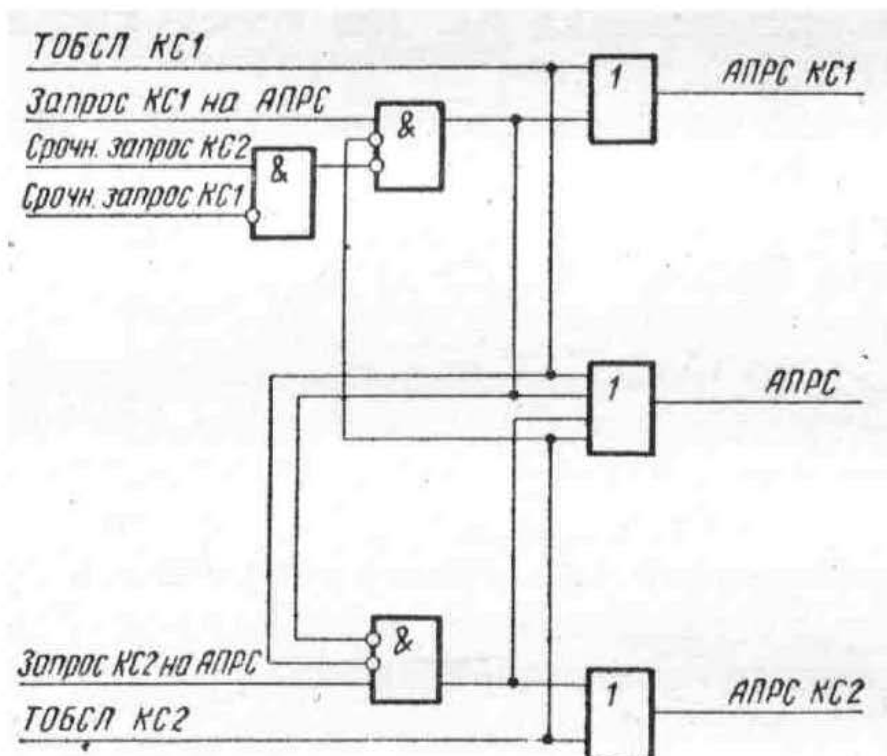 ТОБСЛ КС1
1
АПРС КС1
Запрос КС1 на АПРС
&
Срочн. запрос КС2
&
Срочн. запрос КС1
1
АПРС
&
Запрос КС2 на АПРС
1
АПРС КС2
ТОБСЛ КС2